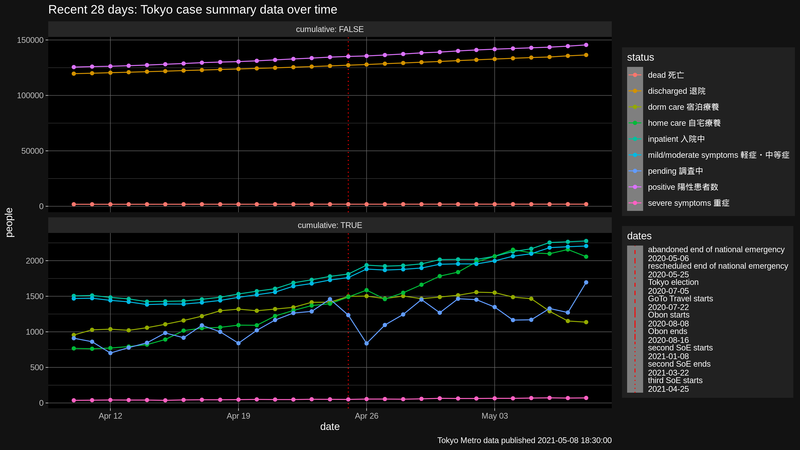 Recent 28 days: Tokyo case summary data over time
cumulative: FALSE
150000
100000
50000
0
cumulative: TRUE
2000
1500
1000
500
0
people
Apr 12
Apr 19
Apr 26
May 03
date
Tokyo Metro data published 2021-05-08 18:30:00
status
dead 死亡
discharged 退院
dorm care 宿泊療養
home care 自宅療養
inpatient 入院中
mild/moderate symptoms 軽症・中等症
pending 調査中
positive 陽性患者数
severe symptoms 重症
dates
abandoned end of national emergency
2020-05-06
rescheduled end of national emergency
2020-05-25
Tokyo election
2020-07-05
GoTo Travel starts
2020-07-22
Obon starts
2020-08-08
Obon ends
2020-08-16
second SoE starts
2021-01-08
second SoE ends
2021-03-22
third SoE starts
2021-04-25